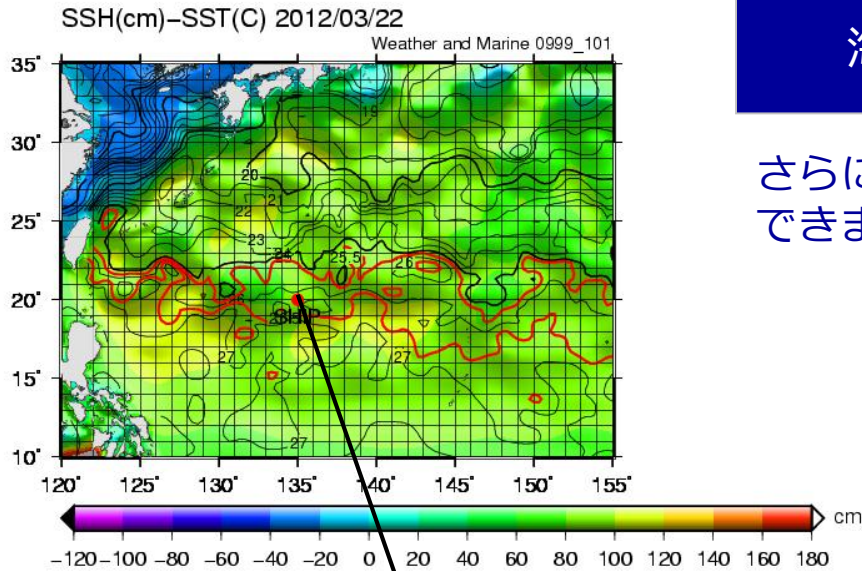 SSH(cm)-SST(C) 2012/03/22
Weather and Marine 0999_101
海
さらに
できま
35°
30°
25°
20°
15°
10°
19
20
21
22
23
24
25.5
26
26
SHIP
27
27
27
120° 125° 130° 135° 140° 145° 150° 155°
cm
-120 -100 -80 -60 -40 -20 0 20 40 60 80 100 120 140 160 180